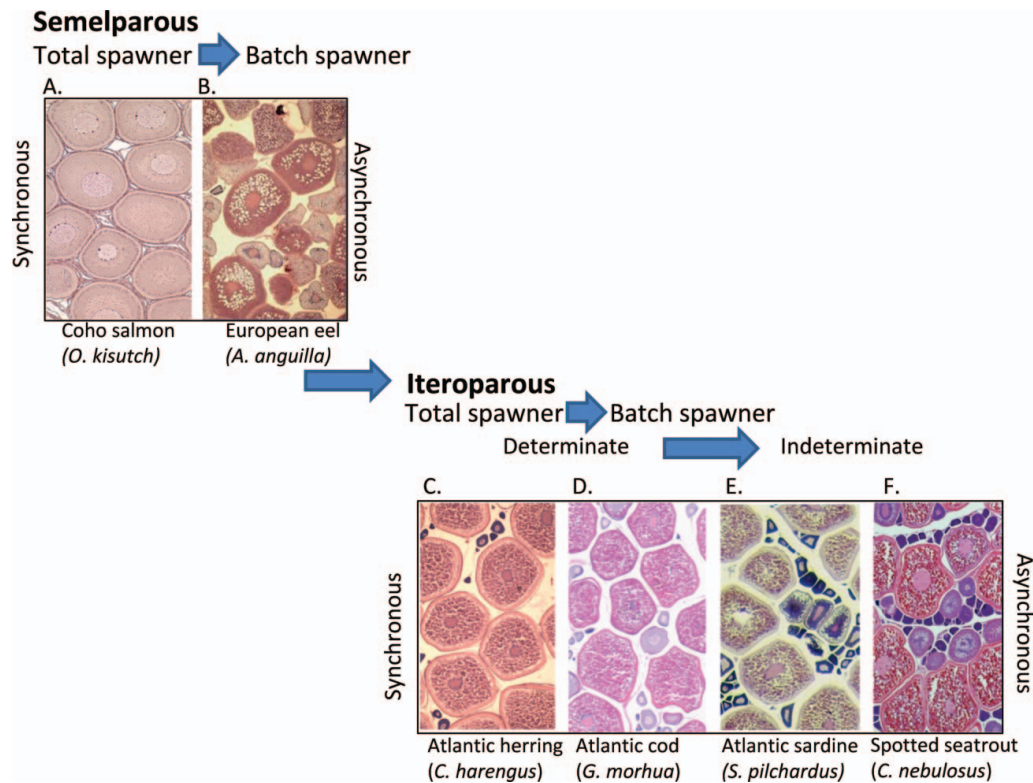 Semelparous
Total spawner Batch spawner
A. B.
Synchronous
Asynchronous
Coho salmon European eel
(O. kisutch) (A. anguilla)
Iteroparous
Total spawner Batch spawner
Determinate Indeterminate
C. D. E. F.
Synchronous
Asynchronous
Atlantic herring Atlantic cod Atlantic sardine Spotted seatrout
(C. harengus) (G. morhua) (S. pilchardus) (C. nebulosus)